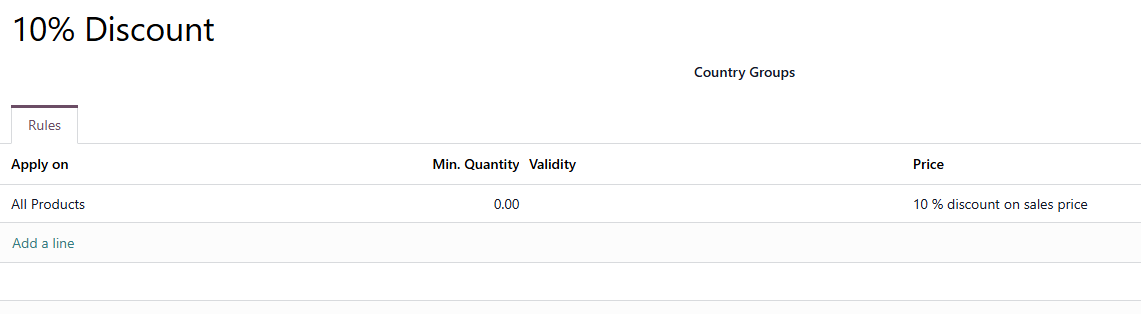 10% Discount
Country Groups
Rules
Apply on Min. Quantity Validity Price
All Products 0.00 10 % discount on sales price
Add a line